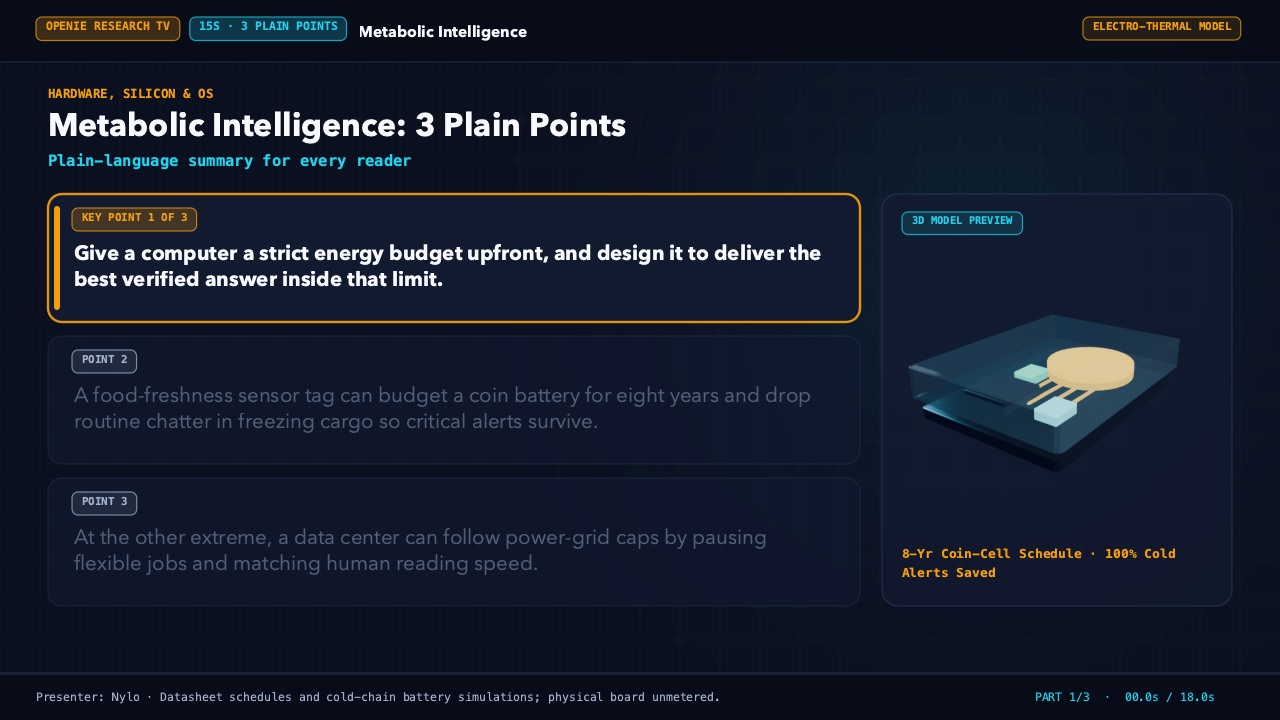 OPENIE RESEARCH TV
15S · 3 PLAIN POINTS
Metabolic Intelligence
ELECTRO–THERMAL MODEL
HARDWARE, SILICON & OS
Metabolic Intelligence: 3 Plain Points
Plain–language summary for every reader
KEY POINT 1 OF 3
Give a computer a strict energy budget upfront, and design it to deliver the
best verified answer inside that limit.
POINT 2
A food-freshness sensor tag can budget a coin battery for eight years and drop
routine chatter in freezing cargo so critical alerts survive.
POINT 3
At the other extreme, a data center can follow power-grid caps by pausing
flexible jobs and matching human reading speed.
3D MODEL PREVIEW
8–Yr Coin–Cell Schedule · 100% Cold
Alerts Saved
Presenter: Nylo · Datasheet schedules and cold–chain battery simulations; physical board unmetered.
PART 1/3 · 00.0s / 18.0s